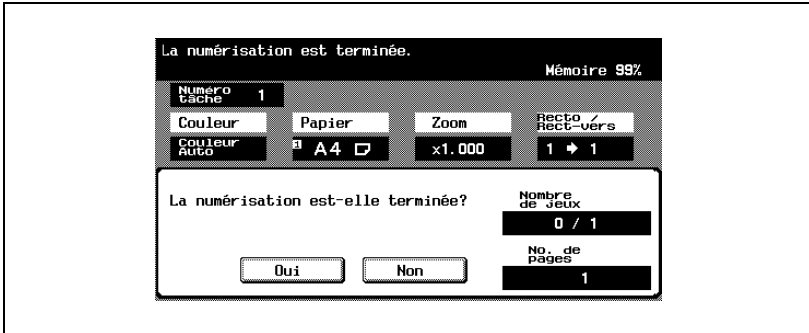 La numérisation est terminée.
Mémoire 99%
Numéro
tâche 1
Couleur Papier Zoom Recto /
Rect-vers
Couleur
Auto 1 A4 x1.000 1 ➔ 1
La numérisation est-elle terminée?
Nombre
de jeux
0 / 1
No. de
pages
1
Oui Non